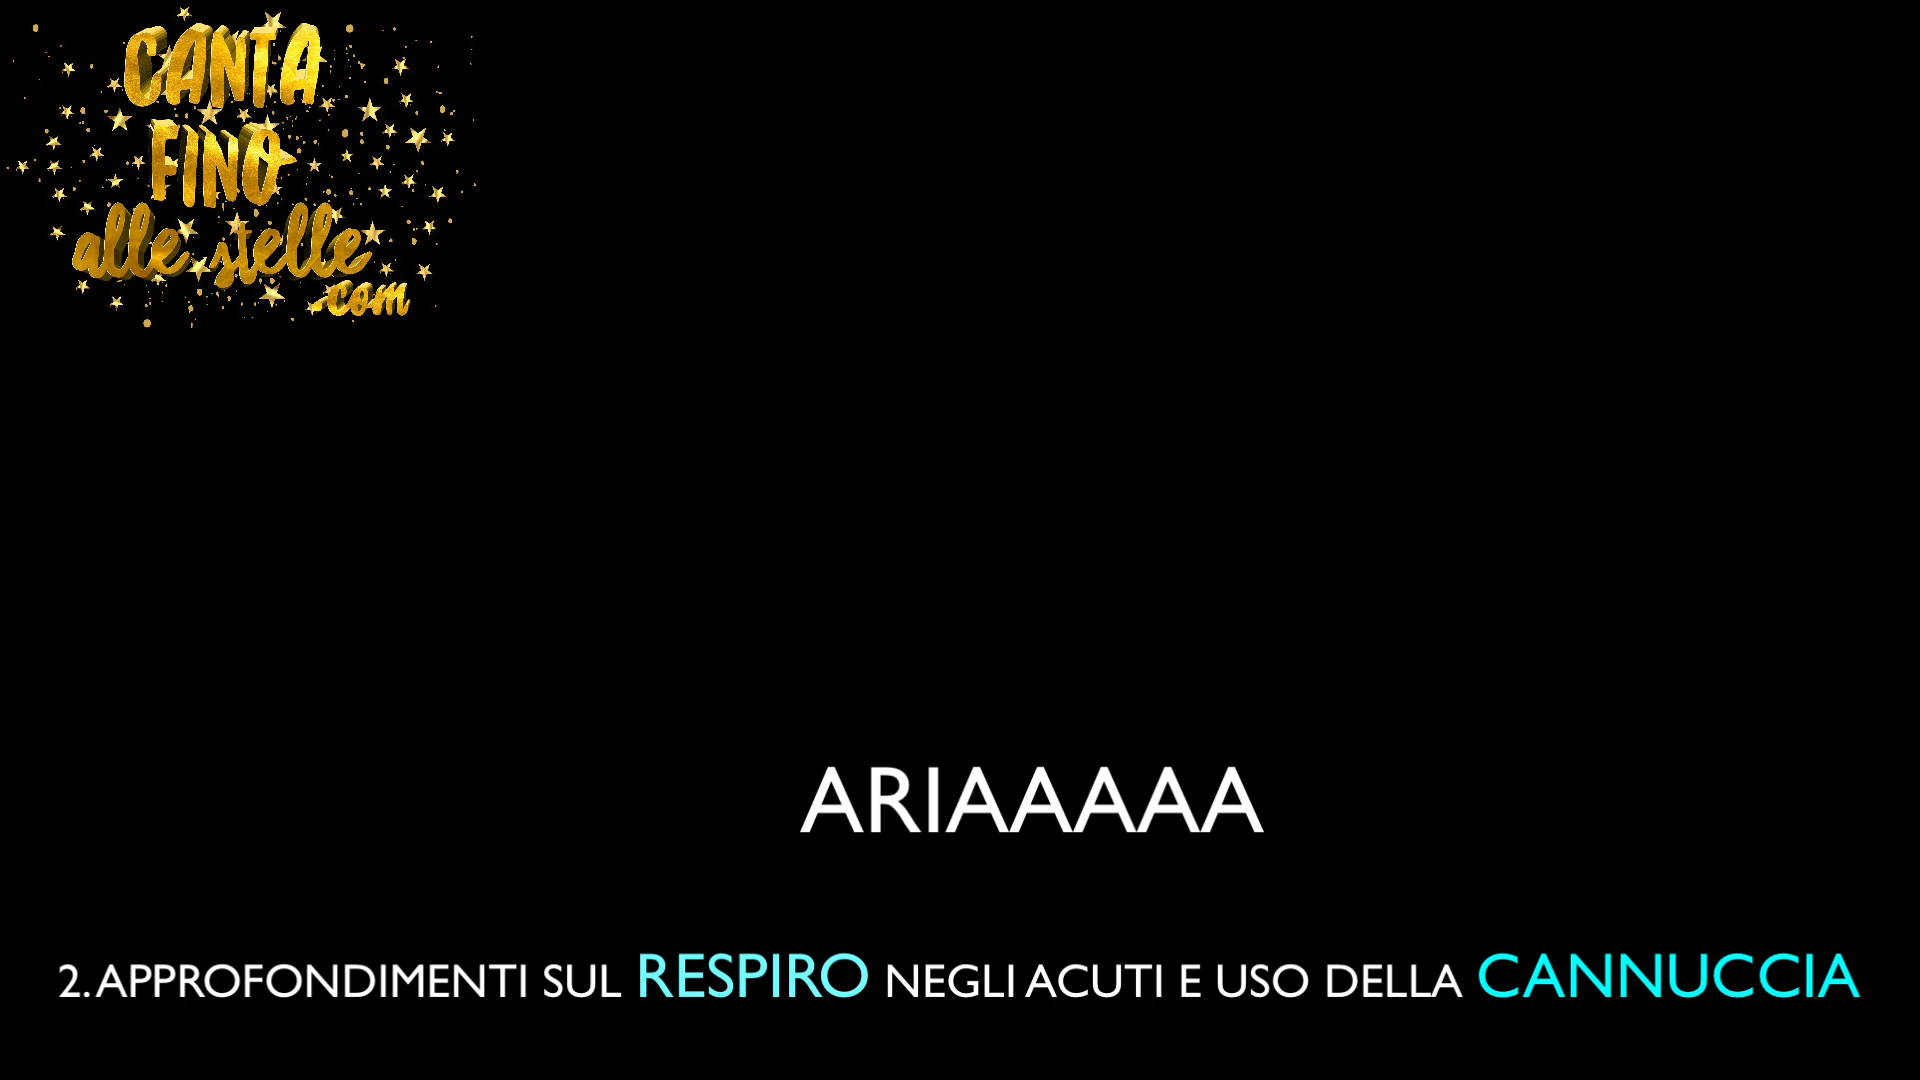 CANTA
FINO
alle stelle
.com
ARIAAAAA
2. APPROFONDIMENTI SUL RESPIRO NEGLI ACUTI E USO DELLA CANNUCCIA